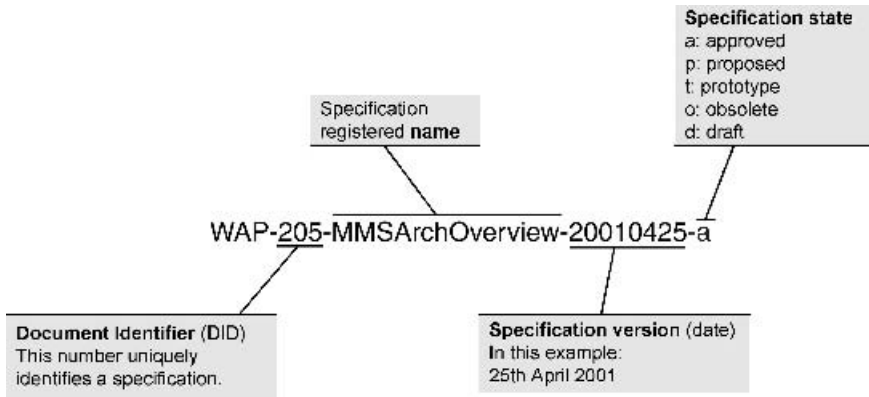 Specification state
a: approved
p: proposed
t: prototype
o: obsolete
d: draft
Specification
registered name
WAP-205-MMSArchOverview-20010425-a
Document Identifier (DID)
This number uniquely
identifies a specification.
Specification version (date)
In this example:
25th April 2001